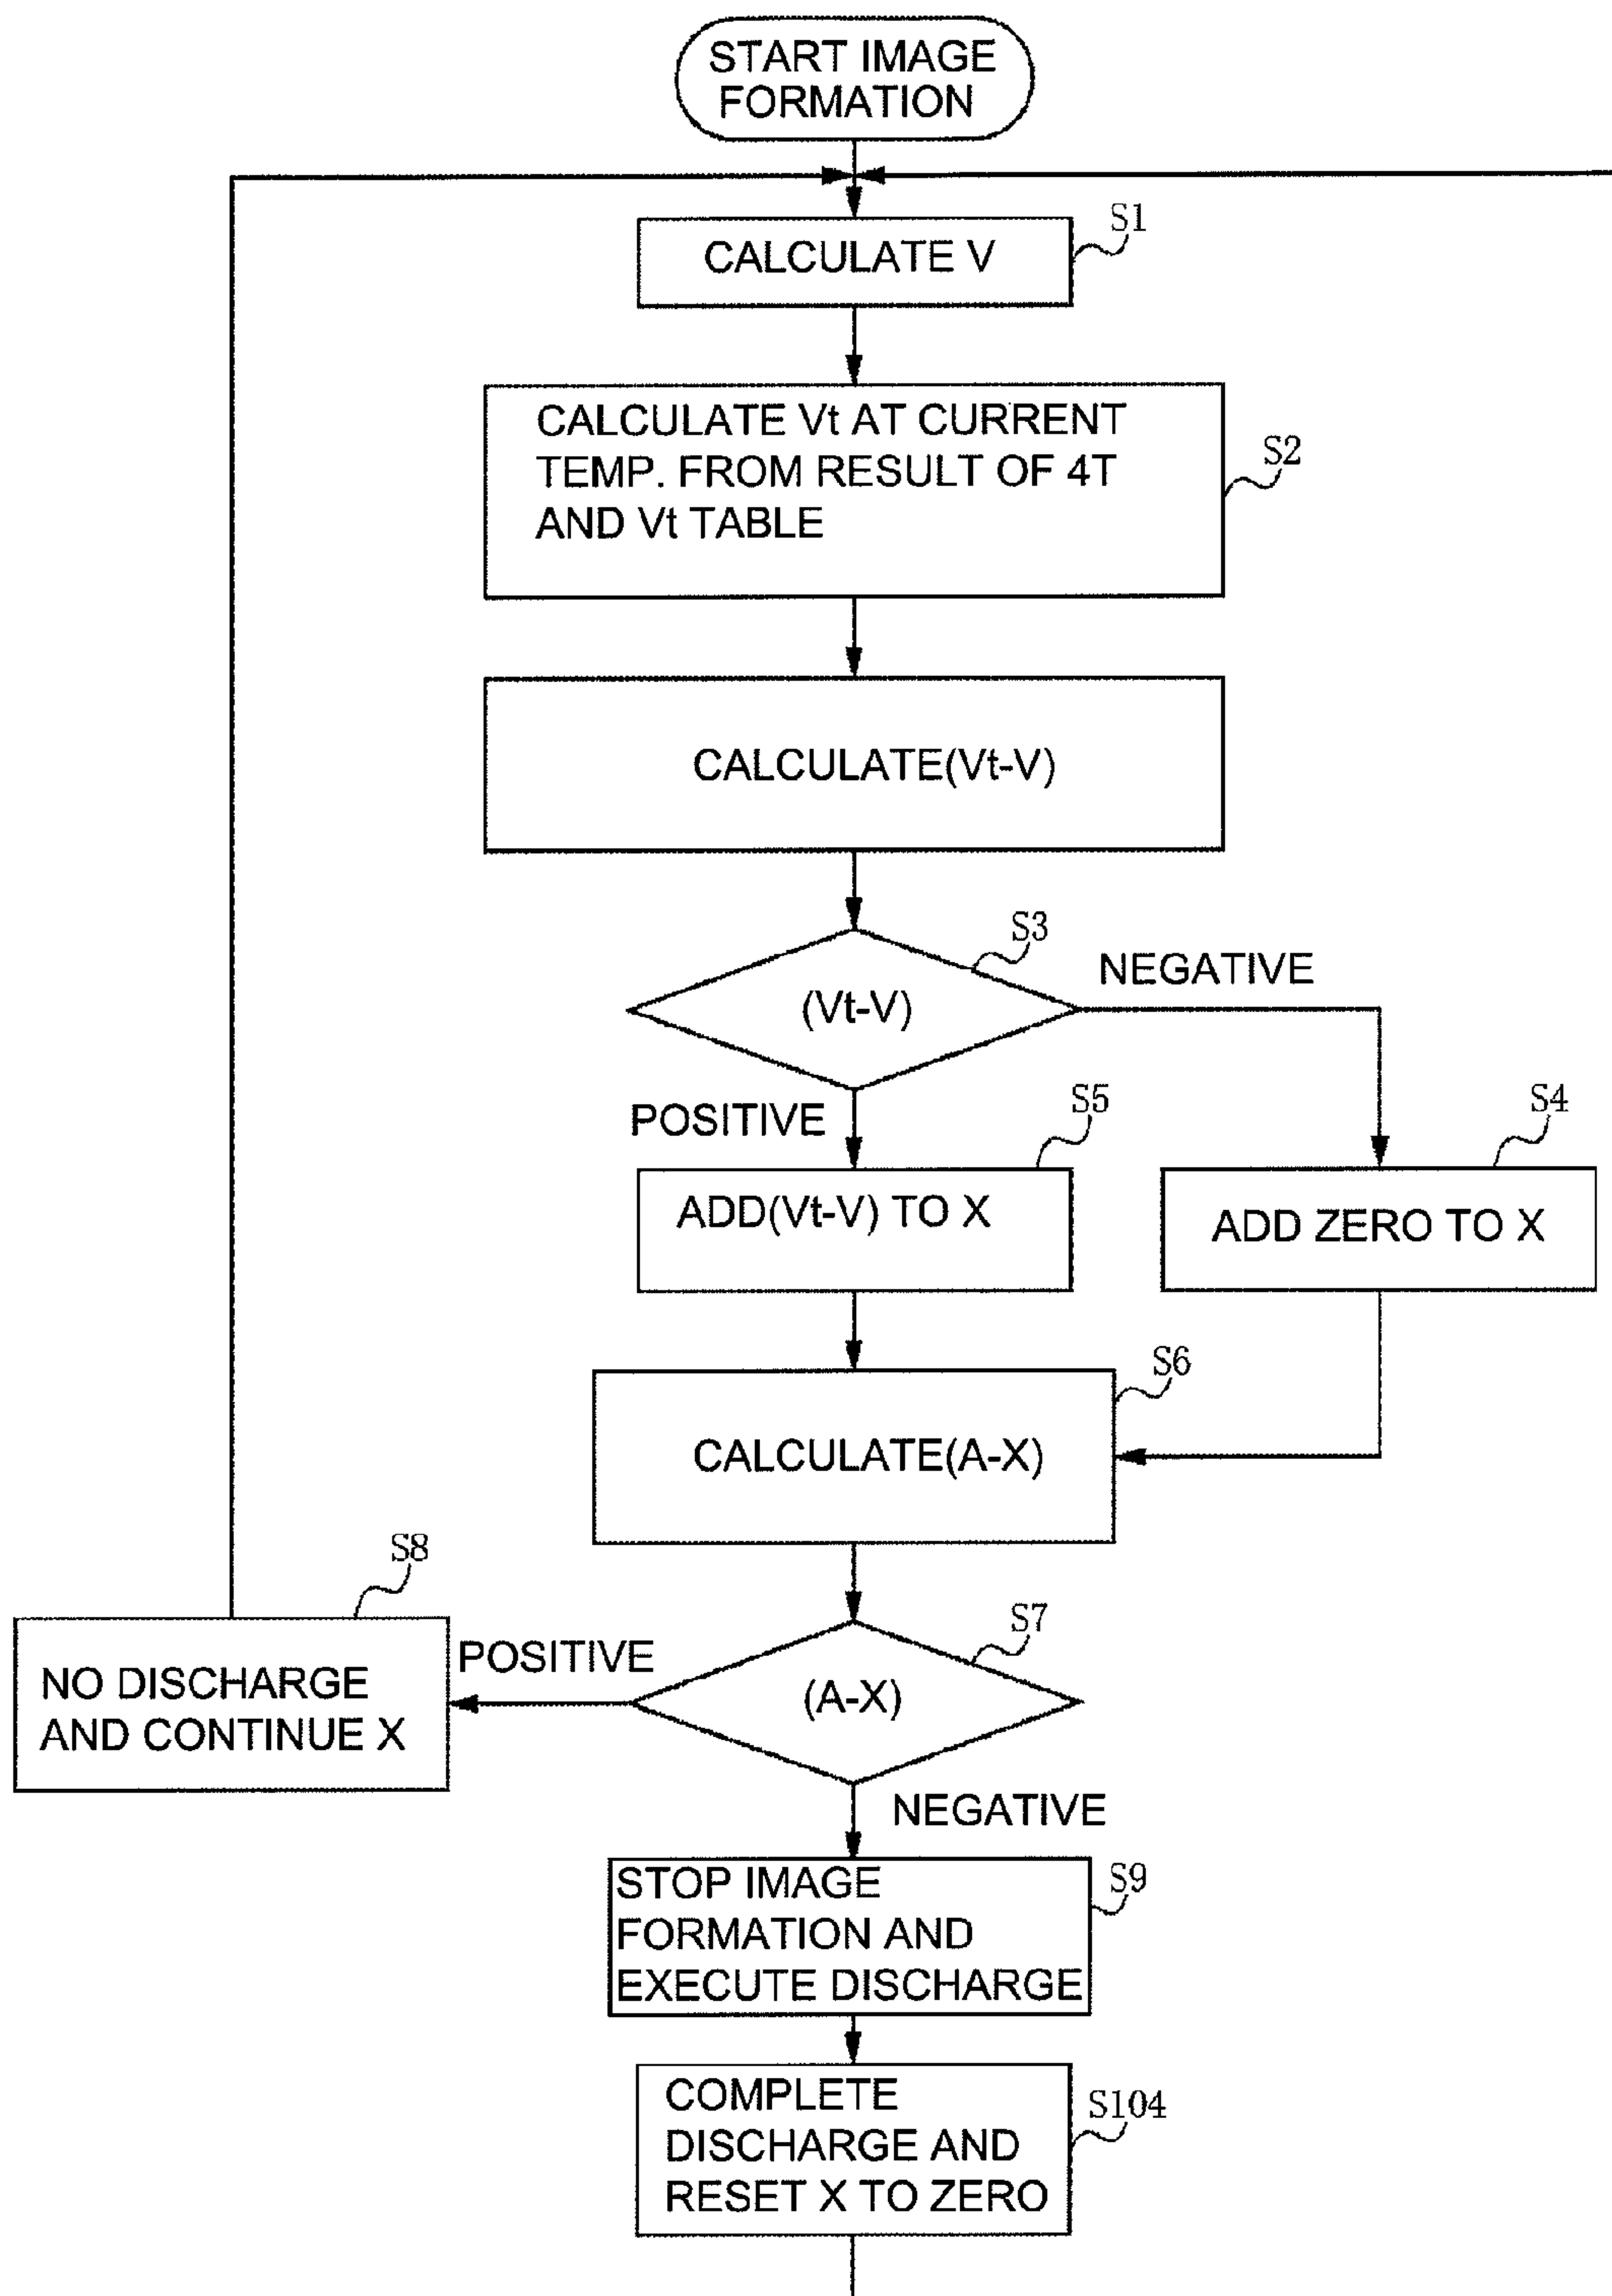 START IMAGE
FORMATION
S1
CALCULATE V
S2
CALCULATE Vt AT CURRENT
TEMP. FROM RESULT OF 4T
AND Vt TABLE
CALCULATE(Vt-V)
S3
(Vt-V)
NEGATIVE
POSITIVE
S5
S4
ADD(Vt-V) TO X
ADD ZERO TO X
S6
CALCULATE(A-X)
S8
S7
POSITIVE
NO DISCHARGE
AND CONTINUE X
(A-X)
NEGATIVE
S9
STOP IMAGE
FORMATION AND
EXECUTE DISCHARGE
S104
COMPLETE
DISCHARGE AND
RESET X TO ZERO